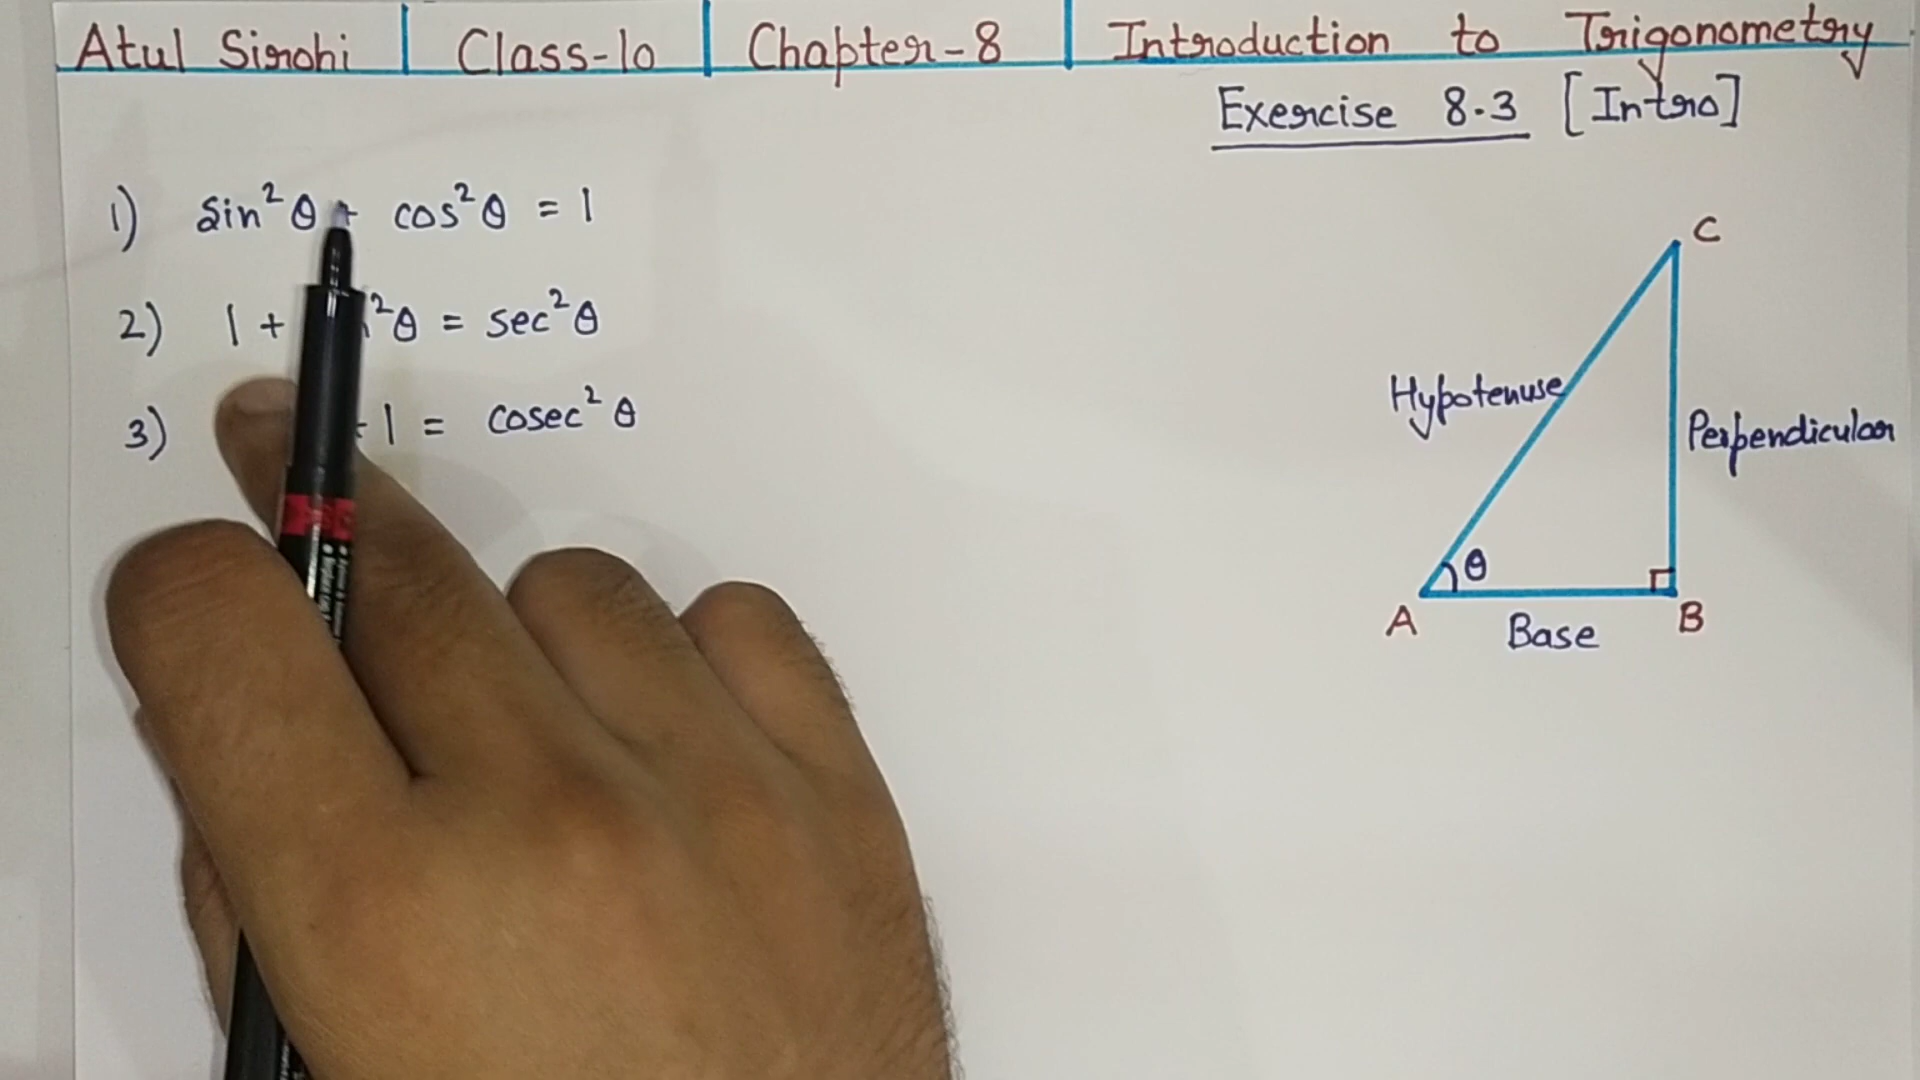 Atul Sirohi | Class-10 | Chapter-8 | Introduction to Trigonometry
Exercise 8.3 [Intro]
1) sin²θ + cos²θ = 1
2) 1 + ²θ = sec²θ
3) +1 = cosec²θ
C
Hypotenuse
Perpendicular
θ
A
Base
B